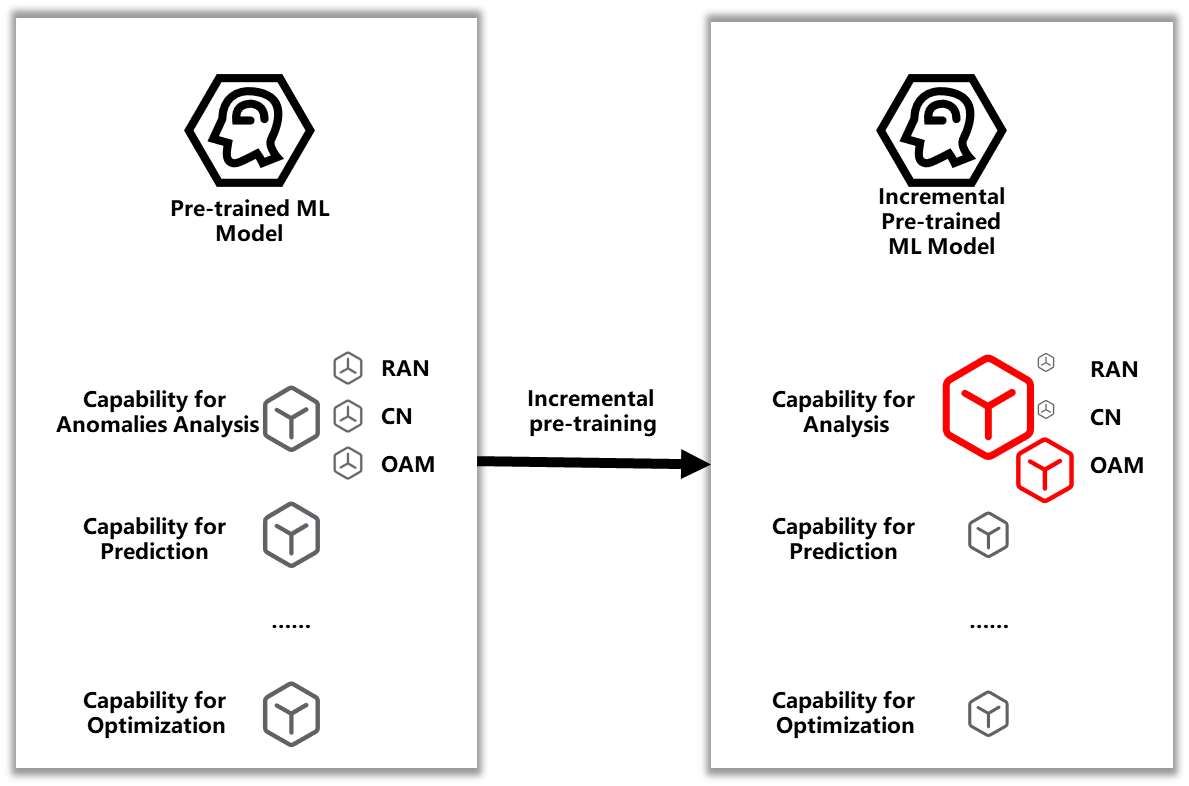 Pre-trained ML
Model
Capability for
Anomalies Analysis
RAN
CN
OAM
Capability for
Prediction
......
Capability for
Optimization
Incremental
pre-training
Incremental
Pre-trained
ML Model
Capability for
Analysis
RAN
CN
OAM
Capability for
Prediction
......
Capability for
Optimization